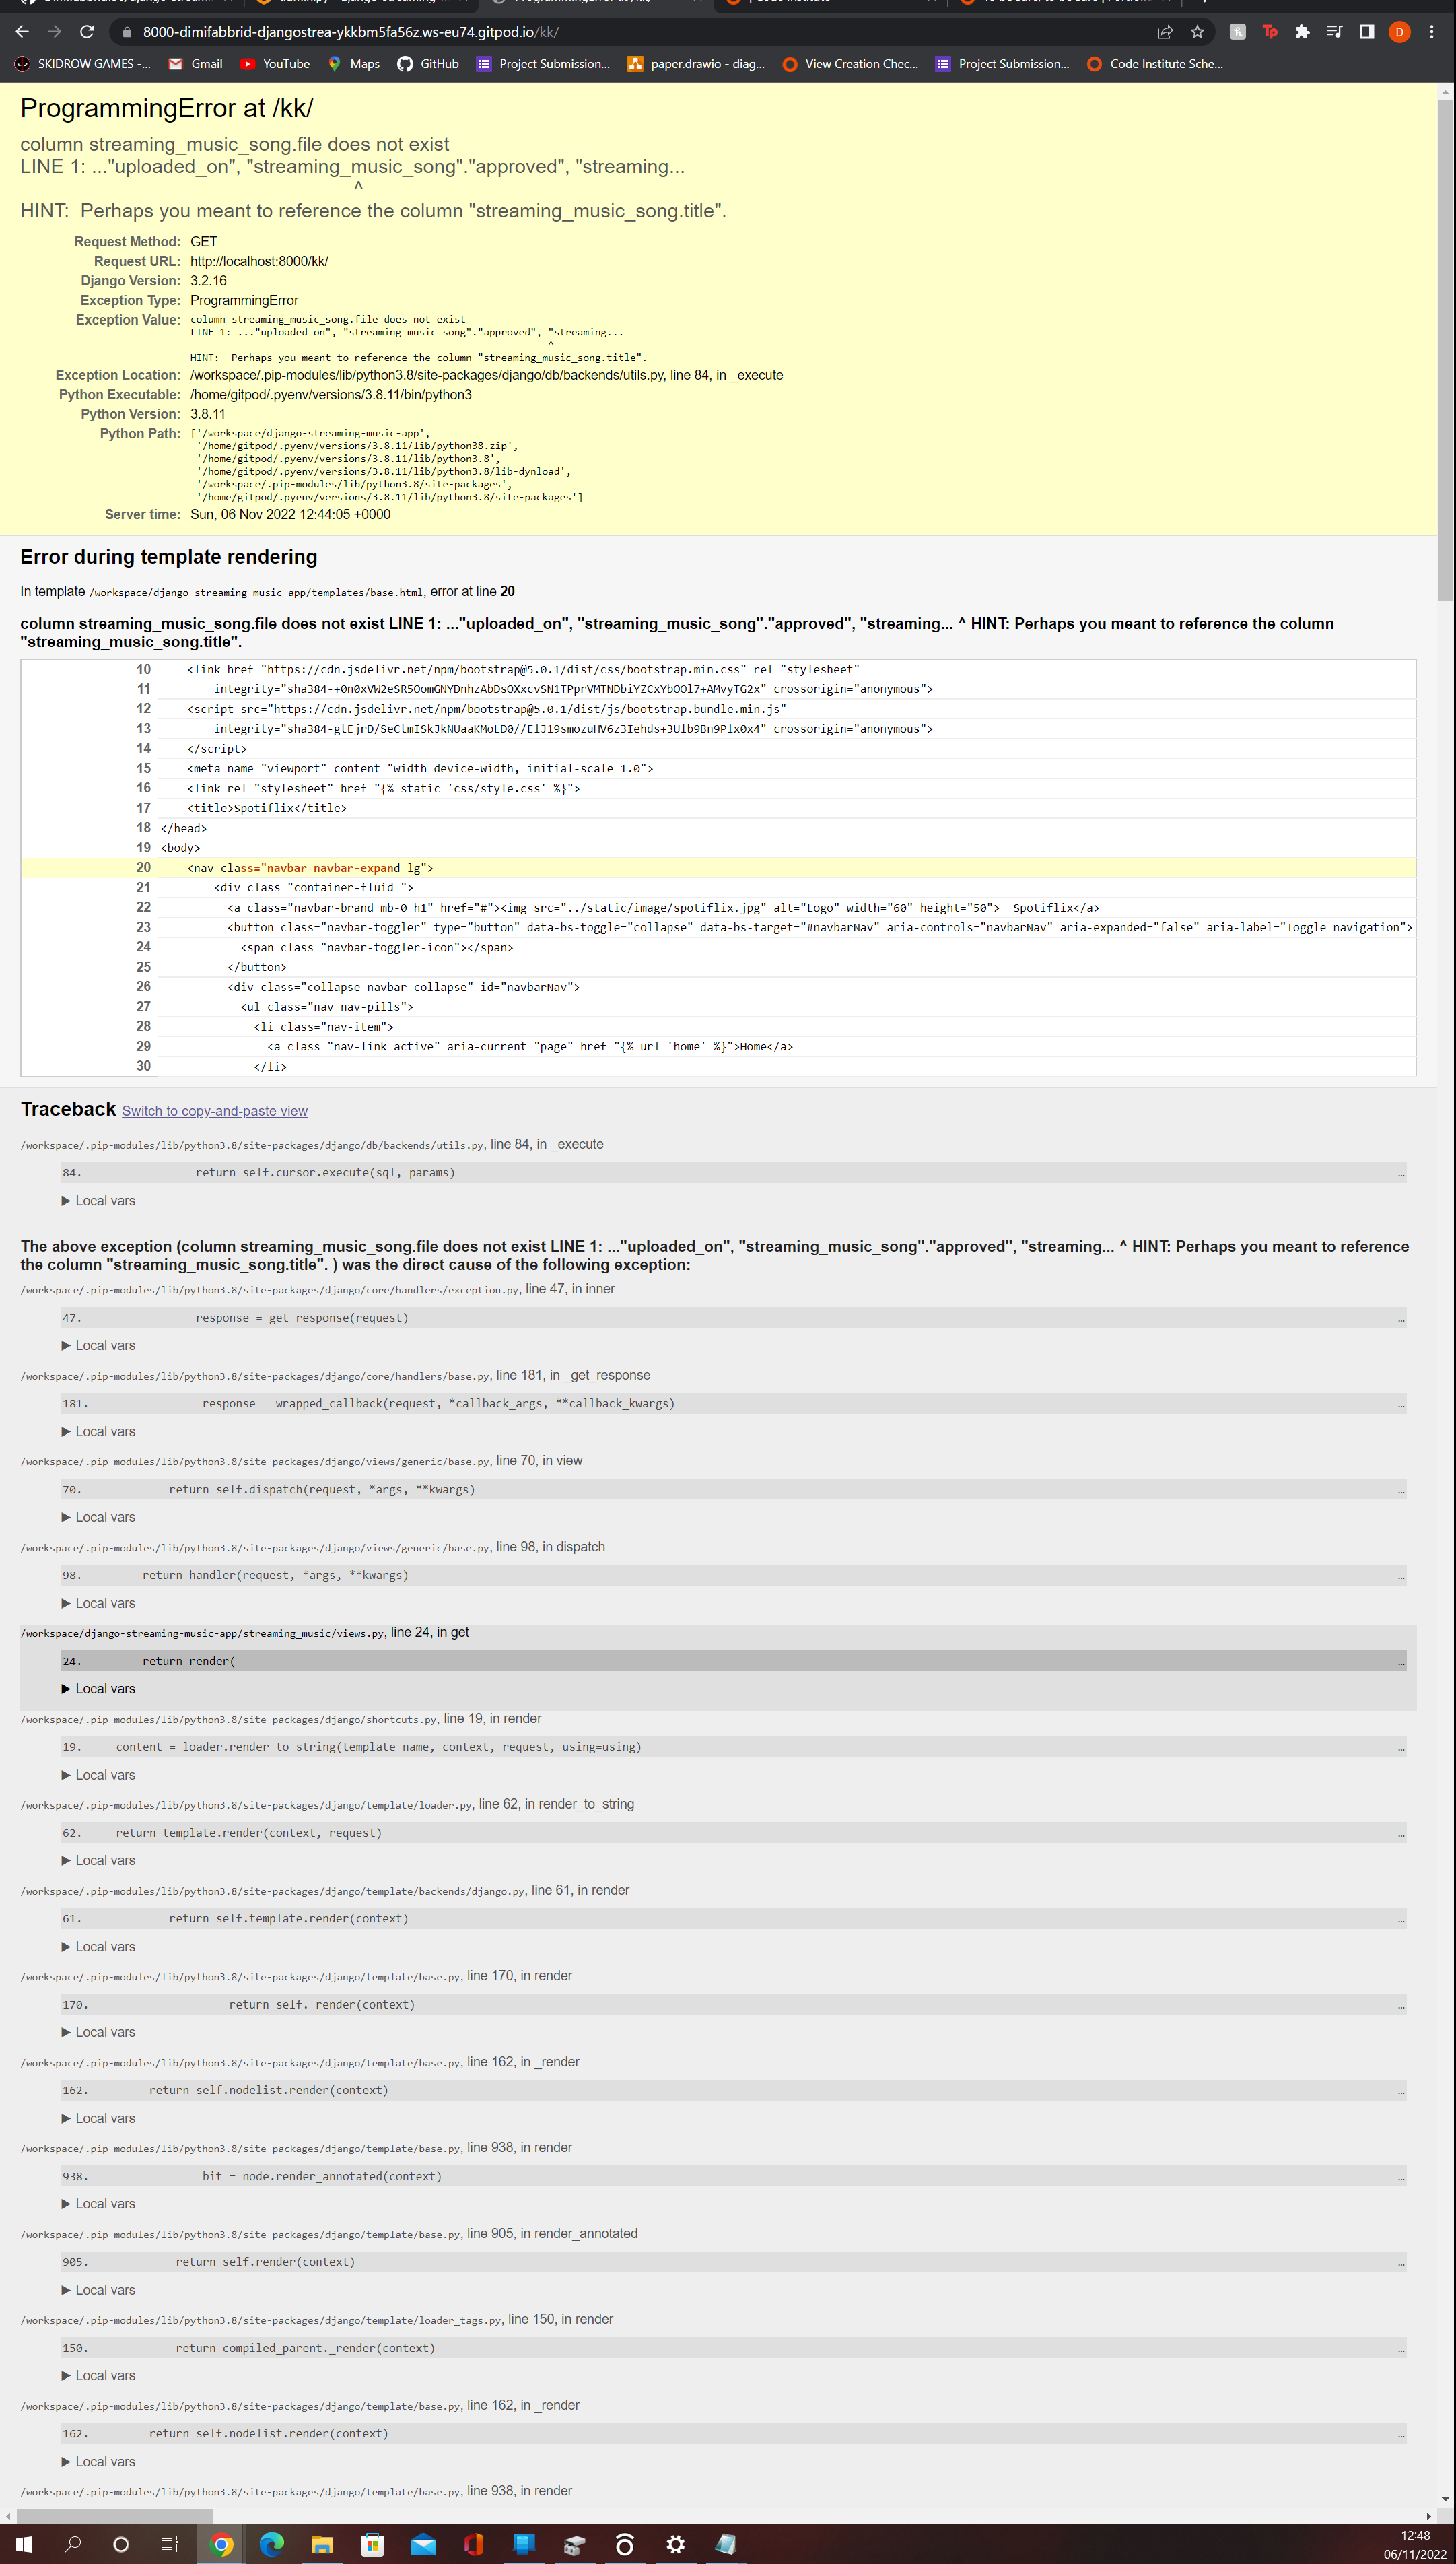 8000-dimifabbrid-djangostrea-ykkbm5fa56z.ws-eu74.gitpod.io/kk/
D
SKIDROW GAMES -... Gmail YouTube Maps GitHub Project Submission... paper.drawio - diag... View Creation Chec... Project Submission... Code Institute Sche...
ProgrammingError at /kk/
column streaming_music_song.file does not exist
LINE 1: ..."uploaded_on", "streaming_music_song"."approved", "streaming...
^
HINT: Perhaps you meant to reference the column "streaming_music_song.title".
Request Method: GET
Request URL: http://localhost:8000/kk/
Django Version: 3.2.16
Exception Type: ProgrammingError
Exception Value: column streaming_music_song.file does not exist
LINE 1: ..."uploaded_on", "streaming_music_song"."approved", "streaming...
^
HINT: Perhaps you meant to reference the column "streaming_music_song.title".
Exception Location: /workspace/.pip-modules/lib/python3.8/site-packages/django/db/backends/utils.py, line 84, in _execute
Python Executable: /home/gitpod/.pyenv/versions/3.8.11/bin/python3
Python Version: 3.8.11
Python Path: ['/workspace/django-streaming-music-app',
'/home/gitpod/.pyenv/versions/3.8.11/lib/python38.zip',
'/home/gitpod/.pyenv/versions/3.8.11/lib/python3.8',
'/home/gitpod/.pyenv/versions/3.8.11/lib/python3.8/lib-dynload',
'/workspace/.pip-modules/lib/python3.8/site-packages',
'/home/gitpod/.pyenv/versions/3.8.11/lib/python3.8/site-packages']
Server time: Sun, 06 Nov 2022 12:44:05 +0000
Error during template rendering
In template /workspace/django-streaming-music-app/templates/base.html, error at line 20
column streaming_music_song.file does not exist LINE 1: ..."uploaded_on", "streaming_music_song"."approved", "streaming... ^ HINT: Perhaps you meant to reference the column
"streaming_music_song.title".
10 <link href="https://cdn.jsdelivr.net/npm/bootstrap@5.0.1/dist/css/bootstrap.min.css" rel="stylesheet"
11 integrity="sha384-+0n0xVW2eSR5OomGNYDnhzAbDsOXxcvSN1TPprVMTNDbiYZCxYbOOl7+AMvyTG2x" crossorigin="anonymous">
12 <script src="https://cdn.jsdelivr.net/npm/bootstrap@5.0.1/dist/js/bootstrap.bundle.min.js"
13 integrity="sha384-gtEjrD/SeCtmISkJkNUaaKMoLD0//ElJ19smozuHV6z3Iehds+3Ulb9Bn9Plx0x4" crossorigin="anonymous">
14 </script>
15 <meta name="viewport" content="width=device-width, initial-scale=1.0">
16 <link rel="stylesheet" href="{% static 'css/style.css' %}">
17 <title>Spotiflix</title>
18 </head>
19 <body>
20 <nav class="navbar navbar-expand-lg">
21 <div class="container-fluid ">
22 <a class="navbar-brand mb-0 h1" href="#"><img src="../static/image/spotiflix.jpg" alt="Logo" width="60" height="50"> Spotiflix</a>
23 <button class="navbar-toggler" type="button" data-bs-toggle="collapse" data-bs-target="#navbarNav" aria-controls="navbarNav" aria-expanded="false" aria-label="Toggle navigation">
24 <span class="navbar-toggler-icon"></span>
25 </button>
26 <div class="collapse navbar-collapse" id="navbarNav">
27 <ul class="nav nav-pills">
28 <li class="nav-item">
29 <a class="nav-link active" aria-current="page" href="{% url 'home' %}">Home</a>
30 </li>
Traceback Switch to copy-and-paste view
/workspace/.pip-modules/lib/python3.8/site-packages/django/db/backends/utils.py, line 84, in _execute
84. return self.cursor.execute(sql, params) …
▶ Local vars
The above exception (column streaming_music_song.file does not exist LINE 1: ..."uploaded_on", "streaming_music_song"."approved", "streaming... ^ HINT: Perhaps you meant to reference
the column "streaming_music_song.title". ) was the direct cause of the following exception:
/workspace/.pip-modules/lib/python3.8/site-packages/django/core/handlers/exception.py, line 47, in inner
47. response = get_response(request) …
▶ Local vars
/workspace/.pip-modules/lib/python3.8/site-packages/django/core/handlers/base.py, line 181, in _get_response
181. response = wrapped_callback(request, *callback_args, **callback_kwargs) …
▶ Local vars
/workspace/.pip-modules/lib/python3.8/site-packages/django/views/generic/base.py, line 70, in view
70. return self.dispatch(request, *args, **kwargs) …
▶ Local vars
/workspace/.pip-modules/lib/python3.8/site-packages/django/views/generic/base.py, line 98, in dispatch
98. return handler(request, *args, **kwargs) …
▶ Local vars
/workspace/django-streaming-music-app/streaming_music/views.py, line 24, in get
24. return render( …
▶ Local vars
/workspace/.pip-modules/lib/python3.8/site-packages/django/shortcuts.py, line 19, in render
19. content = loader.render_to_string(template_name, context, request, using=using) …
▶ Local vars
/workspace/.pip-modules/lib/python3.8/site-packages/django/template/loader.py, line 62, in render_to_string
62. return template.render(context, request) …
▶ Local vars
/workspace/.pip-modules/lib/python3.8/site-packages/django/template/backends/django.py, line 61, in render
61. return self.template.render(context) …
▶ Local vars
/workspace/.pip-modules/lib/python3.8/site-packages/django/template/base.py, line 170, in render
170. return self._render(context) …
▶ Local vars
/workspace/.pip-modules/lib/python3.8/site-packages/django/template/base.py, line 162, in _render
162. return self.nodelist.render(context) …
▶ Local vars
/workspace/.pip-modules/lib/python3.8/site-packages/django/template/base.py, line 938, in render
938. bit = node.render_annotated(context) …
▶ Local vars
/workspace/.pip-modules/lib/python3.8/site-packages/django/template/base.py, line 905, in render_annotated
905. return self.render(context) …
▶ Local vars
/workspace/.pip-modules/lib/python3.8/site-packages/django/template/loader_tags.py, line 150, in render
150. return compiled_parent._render(context) …
▶ Local vars
/workspace/.pip-modules/lib/python3.8/site-packages/django/template/base.py, line 162, in _render
162. return self.nodelist.render(context) …
▶ Local vars
/workspace/.pip-modules/lib/python3.8/site-packages/django/template/base.py, line 938, in render
12:48
06/11/2022